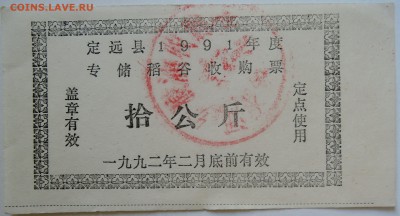 COINS.LAVE.RU
定远县1991年度
专储稻谷收购票
盖章有效
拾公斤
定点使用
一九九二年二月底前有效